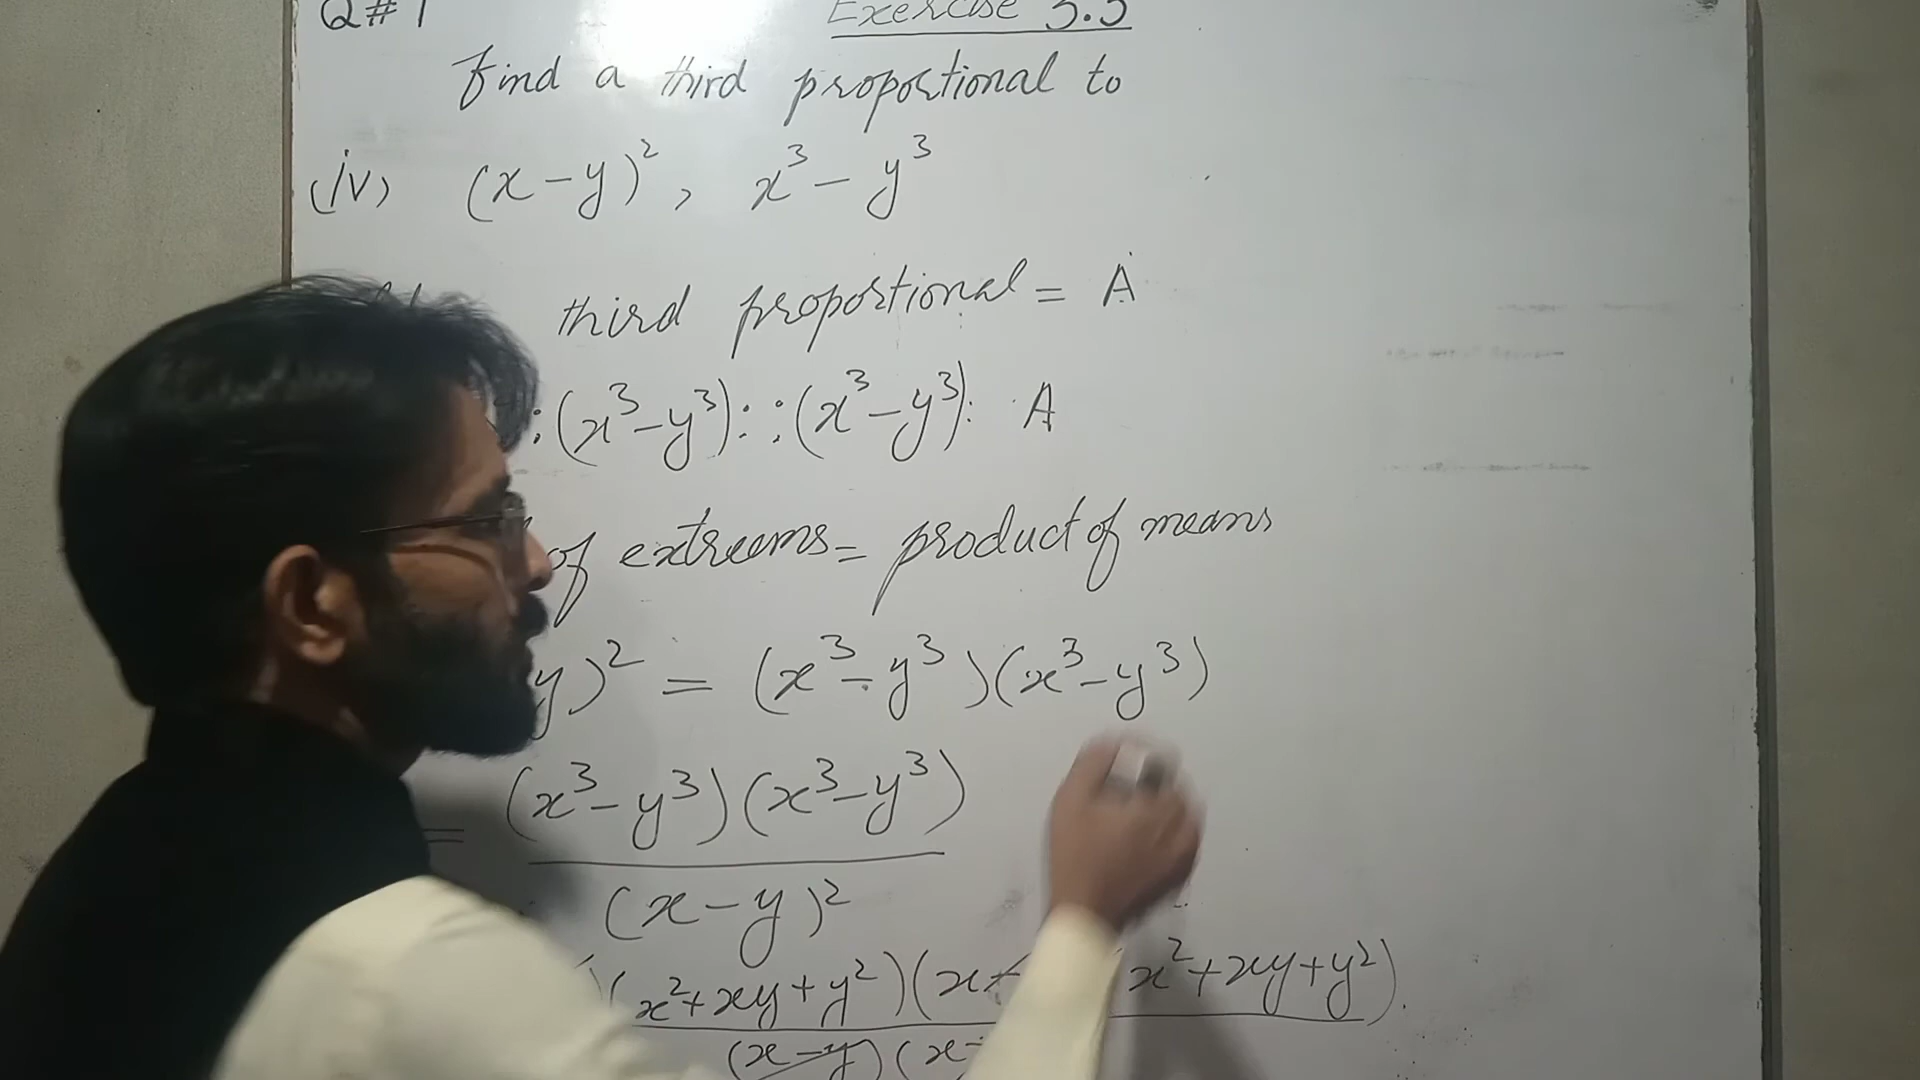 Q#1 Exercise 3.3
Find a third proportional to
(iv) (x-y)², x³-y³
third proportional = A
:(x³-y³)::(x³-y³): A
of extreems = product of means
y)² = (x³-y³)(x³-y³)
= (x³-y³)(x³-y³)
(x-y)²
)(x²+xy+y²)(x- (x²+xy+y²)
(x-y)(x-